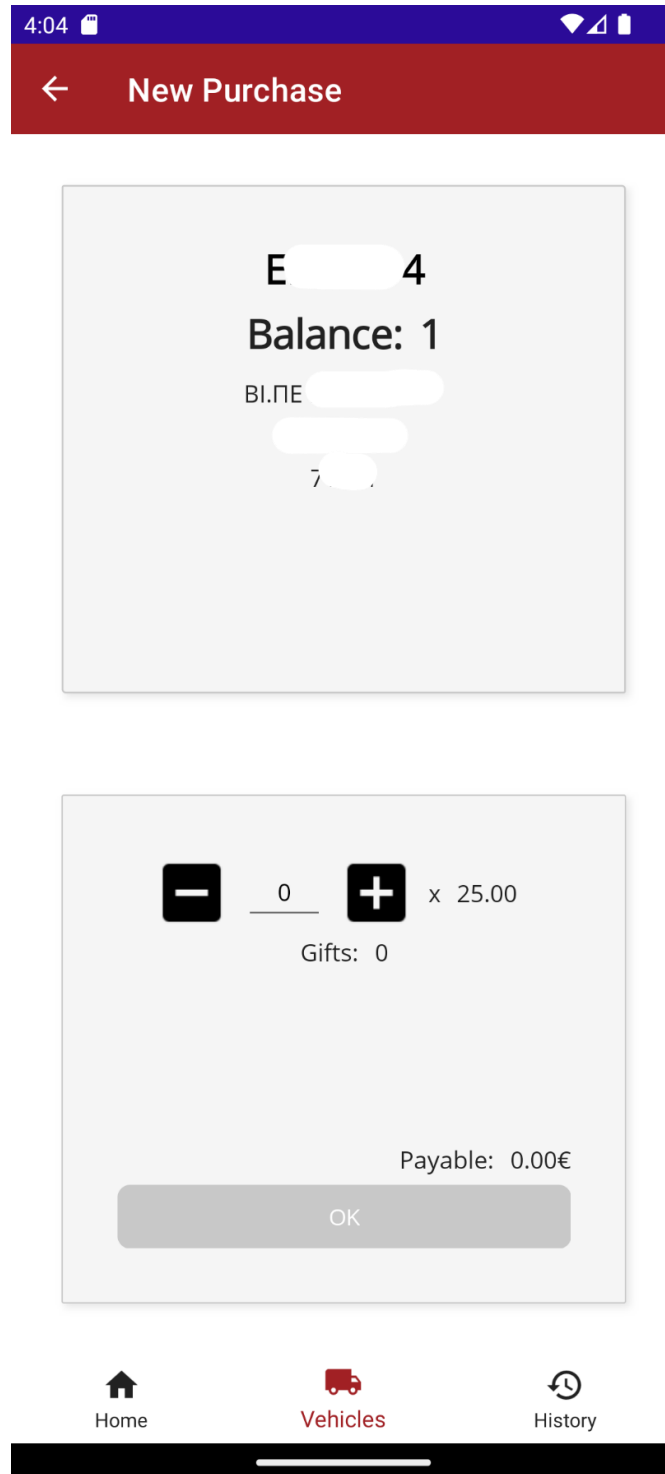 4:04
New Purchase
Balance: 1
ΒΙ.ΠΕ
0 x 25.00
Gifts: 0
Payable: 0.00€
OK
Home Vehicles History